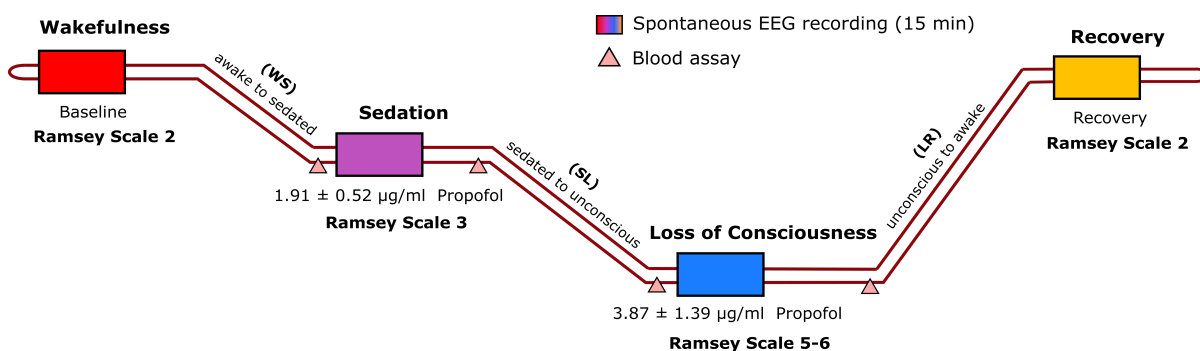 Wakefulness
Baseline
Ramsey Scale 2
(WS)
awake to sedated
Sedation
1.91 ± 0.52 μg/ml  Propofol
Ramsey Scale 3
(SL)
sedated to unconscious
Loss of Consciousness
3.87 ± 1.39 μg/ml  Propofol
Ramsey Scale 5-6
(LR)
unconscious to awake
Spontaneous EEG recording (15 min)
Blood assay
Recovery
Recovery
Ramsey Scale 2